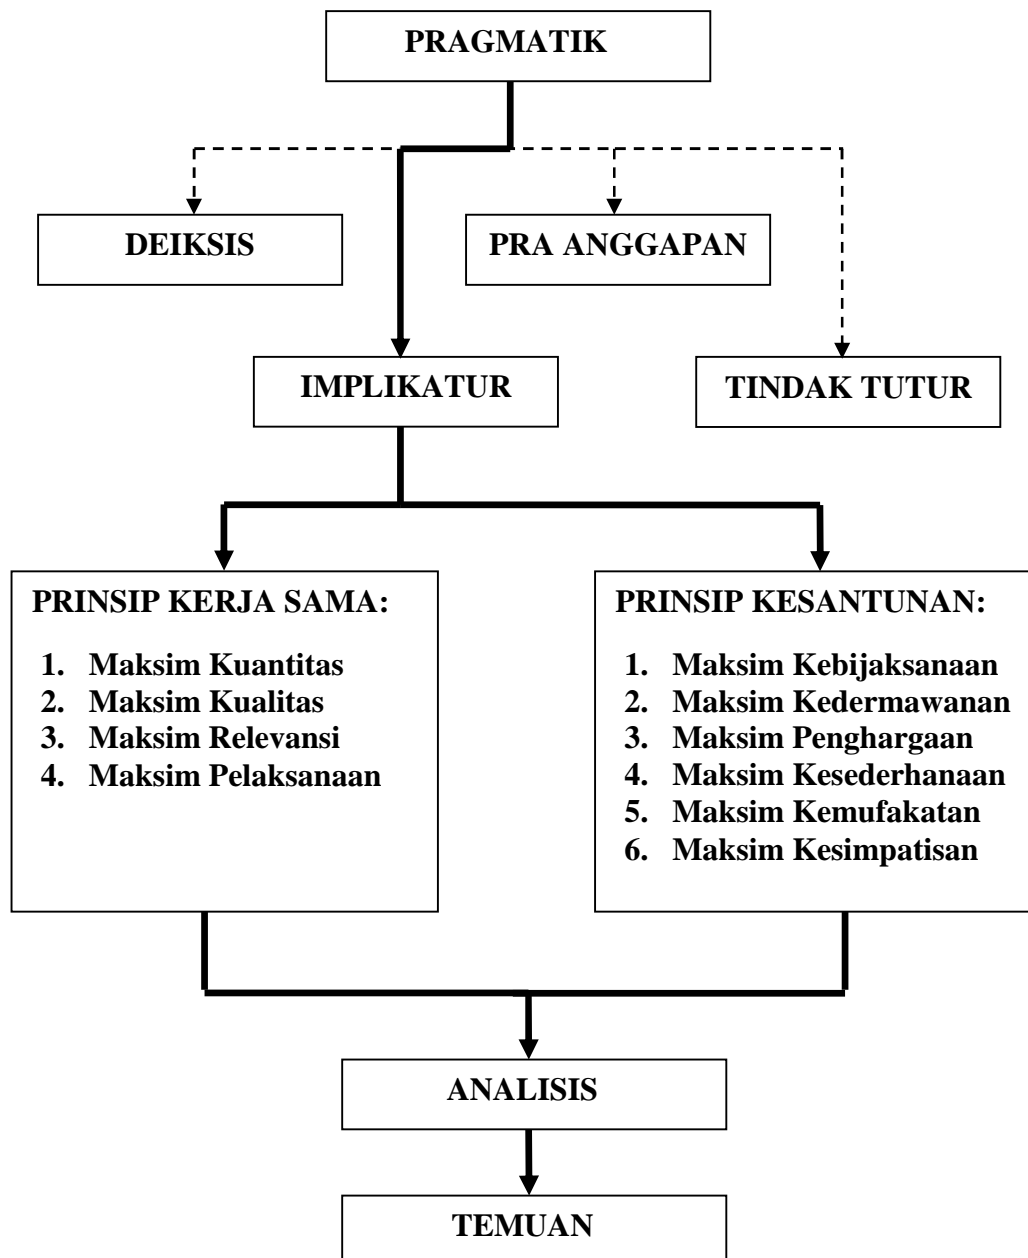 PRAGMATIK
DEIKSIS
PRA ANGGAPAN
IMPLIKATUR
TINDAK TUTUR
PRINSIP KERJA SAMA:
1. Maksim Kuantitas
2. Maksim Kualitas
3. Maksim Relevansi
4. Maksim Pelaksanaan
PRINSIP KESANTUNAN:
1. Maksim Kebijaksanaan
2. Maksim Kedermawanan
3. Maksim Penghargaan
4. Maksim Kesederhanaan
5. Maksim Kemufakatan
6. Maksim Kesimpatisan
ANALISIS
TEMUAN